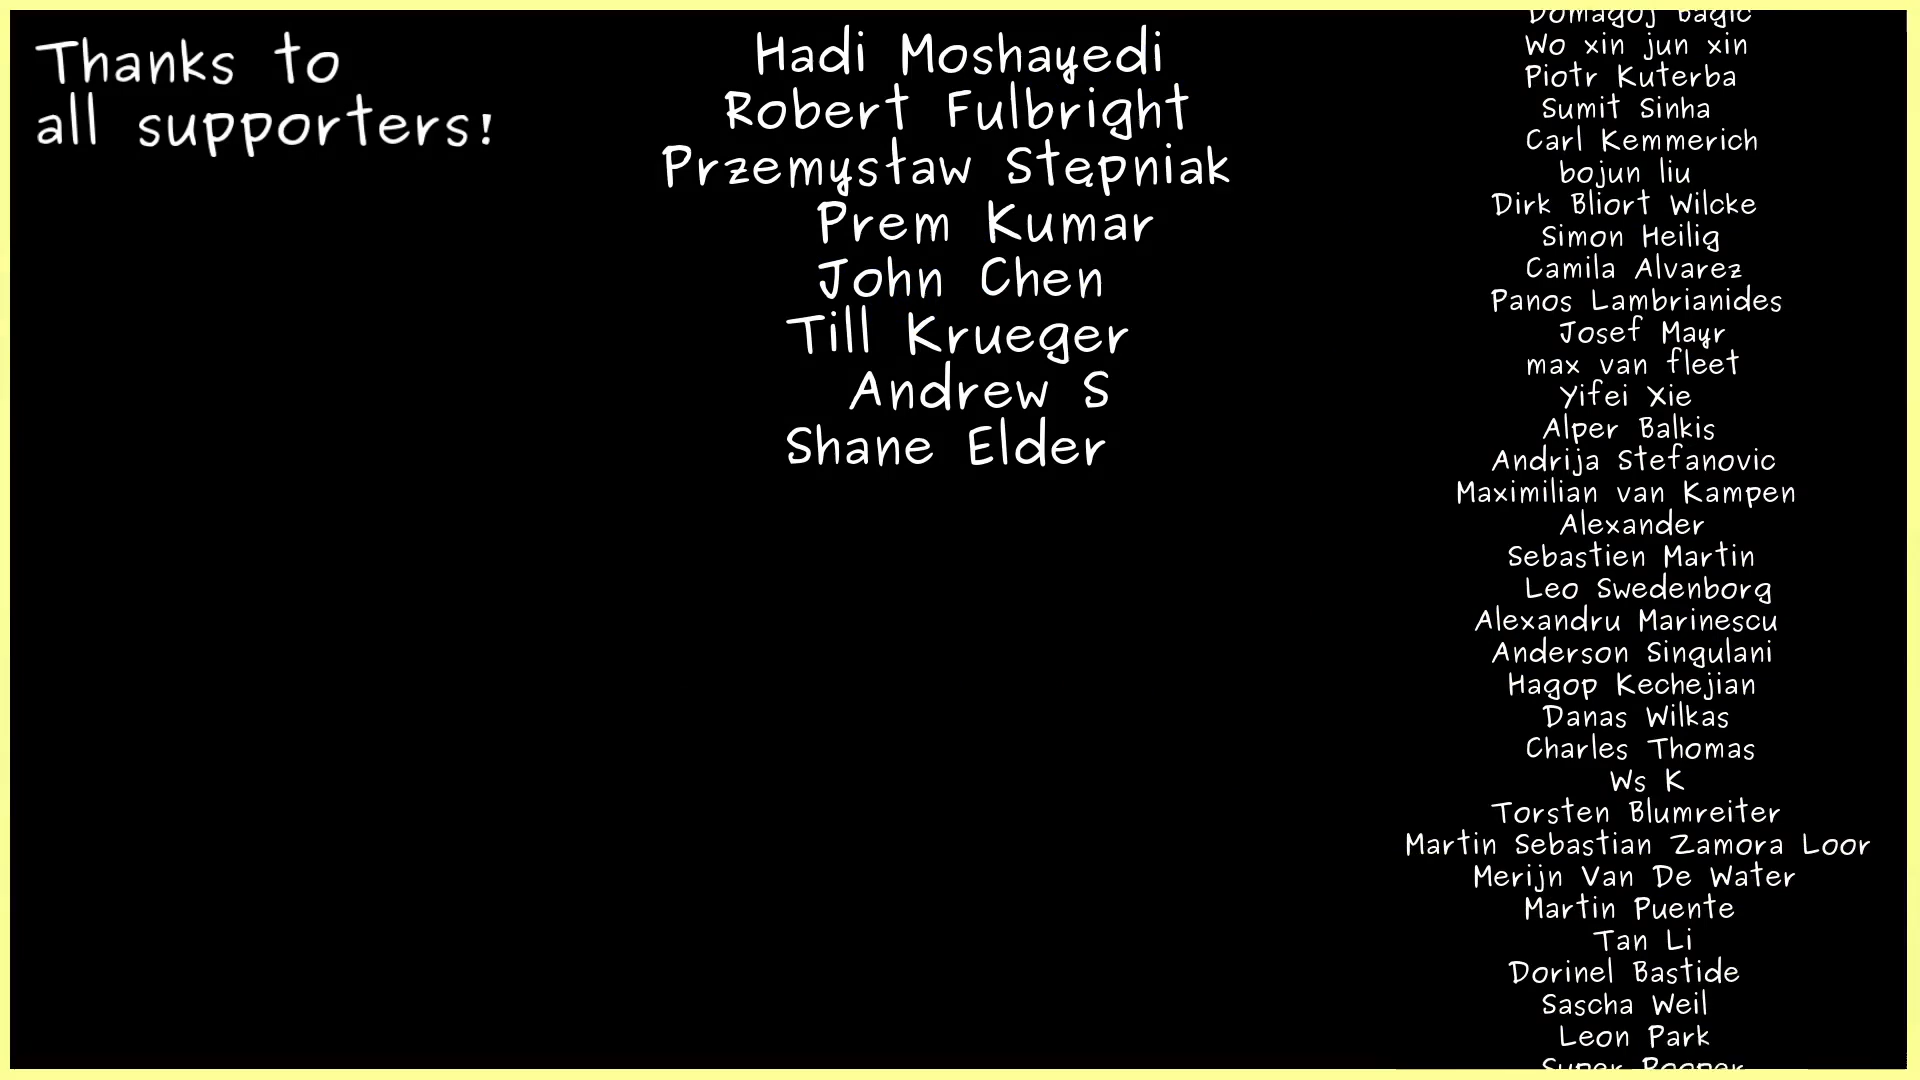 Thanks to
all supporters!
Hadi Moshayedi
Robert Fulbright
Przemysław Stępniak
Prem Kumar
John Chen
Till Krueger
Andrew S
Shane Elder
Domagoj Bagic
Wo xin jun xin
Piotr Kuterba
Sumit Sinha
Carl Kemmerich
bojun liu
Dirk Bliort Wilcke
Simon Heilig
Camila Alvarez
Panos Lambrianides
Josef Mayr
max van fleet
Yifei Xie
Alper Balkis
Andrija Stefanovic
Maximilian van Kampen
Alexander
Sebastien Martin
Leo Swedenborg
Alexandru Marinescu
Anderson Singulani
Hagop Kechejian
Danas Wilkas
Charles Thomas
Ws K
Torsten Blumreiter
Martin Sebastian Zamora Loor
Merijn Van De Water
Martin Puente
Tan Li
Dorinel Bastide
Sascha Weil
Leon Park
Super